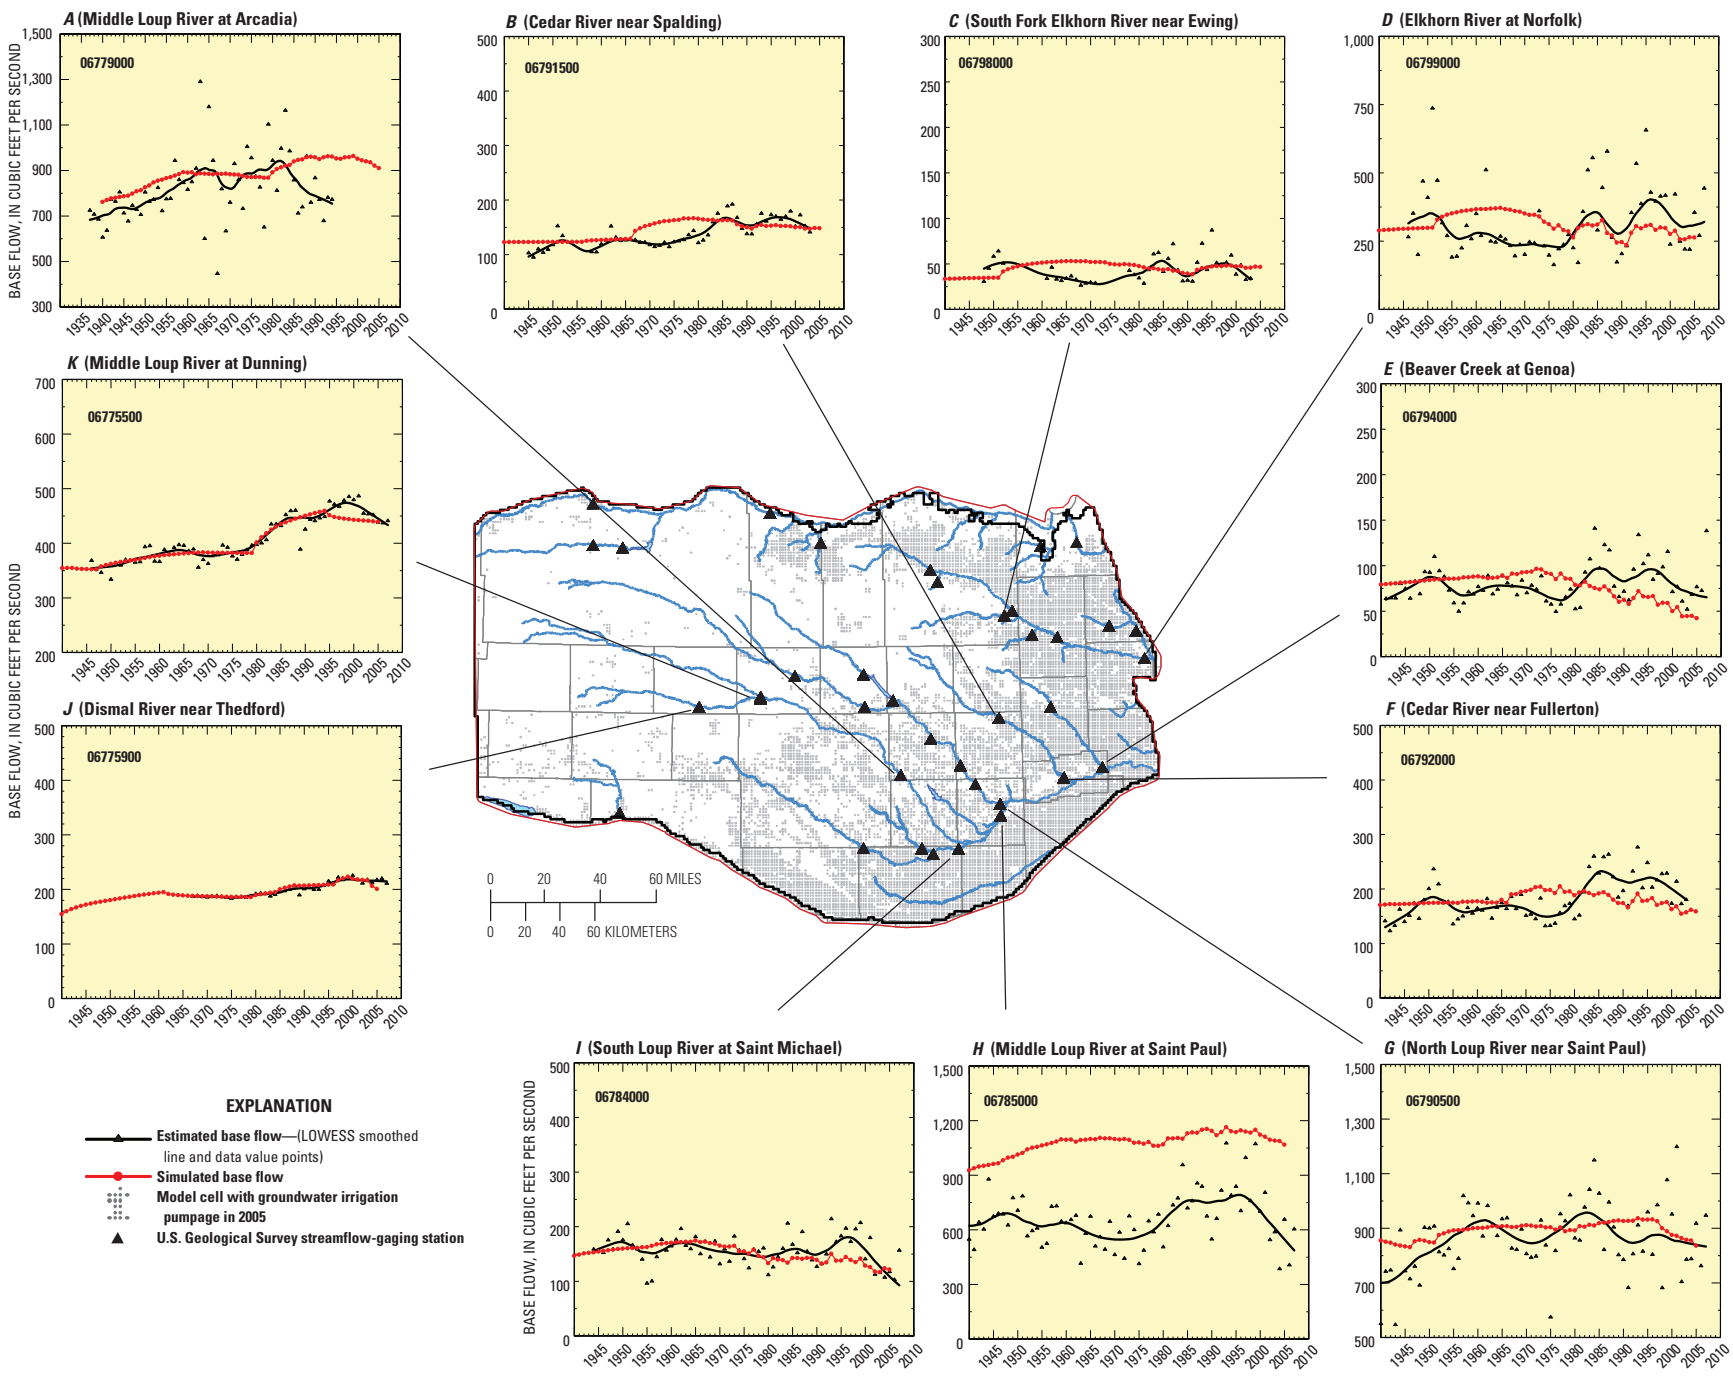 A (Middle Loup River at Arcadia)
BASE FLOW, IN CUBIC FEET PER SECOND
06779000
1,500
1,300
1,100
900
700
500
300
1935 1940 1945 1950 1955 1960 1965 1970 1975 1980 1985 1990 1995 2000 2005 2010
B (Cedar River near Spalding)
06791500
500
400
300
200
100
0
1945 1950 1955 1960 1965 1970 1975 1980 1985 1990 1995 2000 2005 2010
C (South Fork Elkhorn River near Ewing)
06798000
300
250
200
150
100
50
0
1945 1950 1955 1960 1965 1970 1975 1980 1985 1990 1995 2000 2005 2010
D (Elkhorn River at Norfolk)
06799000
1,000
750
500
250
0
1945 1950 1955 1960 1965 1970 1975 1980 1985 1990 1995 2000 2005 2010
K (Middle Loup River at Dunning)
06775500
700
600
500
400
300
200
1945 1950 1955 1960 1965 1970 1975 1980 1985 1990 1995 2000 2005 2010
BASE FLOW, IN CUBIC FEET PER SECOND
E (Beaver Creek at Genoa)
06794000
300
250
200
150
100
50
0
1945 1950 1955 1960 1965 1970 1975 1980 1985 1990 1995 2000 2005 2010
J (Dismal River near Thedford)
06775900
500
400
300
200
100
0
1945 1950 1955 1960 1965 1970 1975 1980 1985 1990 1995 2000 2005 2010
F (Cedar River near Fullerton)
06792000
500
400
300
200
100
0
1945 1950 1955 1960 1965 1970 1975 1980 1985 1990 1995 2000 2005 2010
0 20 40 60 MILES
0 20 40 60 KILOMETERS
I (South Loup River at Saint Michael)
06784000
500
400
300
200
100
0
1945 1950 1955 1960 1965 1970 1975 1980 1985 1990 1995 2000 2005 2010
BASE FLOW, IN CUBIC FEET PER SECOND
H (Middle Loup River at Saint Paul)
06785000
1,500
1,200
900
600
300
0
1945 1950 1955 1960 1965 1970 1975 1980 1985 1990 1995 2000 2005 2010
G (North Loup River near Saint Paul)
06790500
1,500
1,300
1,100
900
700
500
1945 1950 1955 1960 1965 1970 1975 1980 1985 1990 1995 2000 2005 2010
EXPLANATION
Estimated base flow—(LOWESS smoothed
line and data value points)
Simulated base flow
Model cell with groundwater irrigation
pumpage in 2005
U.S. Geological Survey streamflow-gaging station